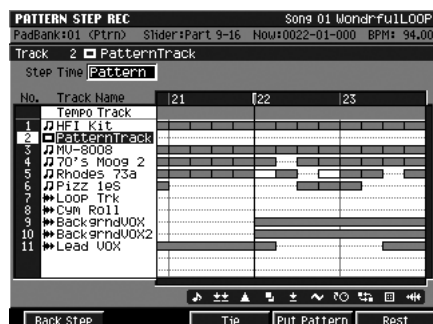 PATTERN STEP REC Song 01 WondrfulLOOP
PadBank:01 (Ptrn) Slider:Part 9-16 Now:0022-01-000 BPM: 94.00
Track 2 PatternTrack
Step Time Pattern
No. Track Name 21 22 23
Tempo Track
1 HFI Kit
2 PatternTrack
3 MV-8008
4 70's Moog 2
5 Rhodes 73a
6 Pizz 1eS
7 Loop Trk
8 Cym Roll
9 BackgrndVOX
10 BackgrndVOX2
11 Lead VOX
Back Step Tie Put Pattern Rest